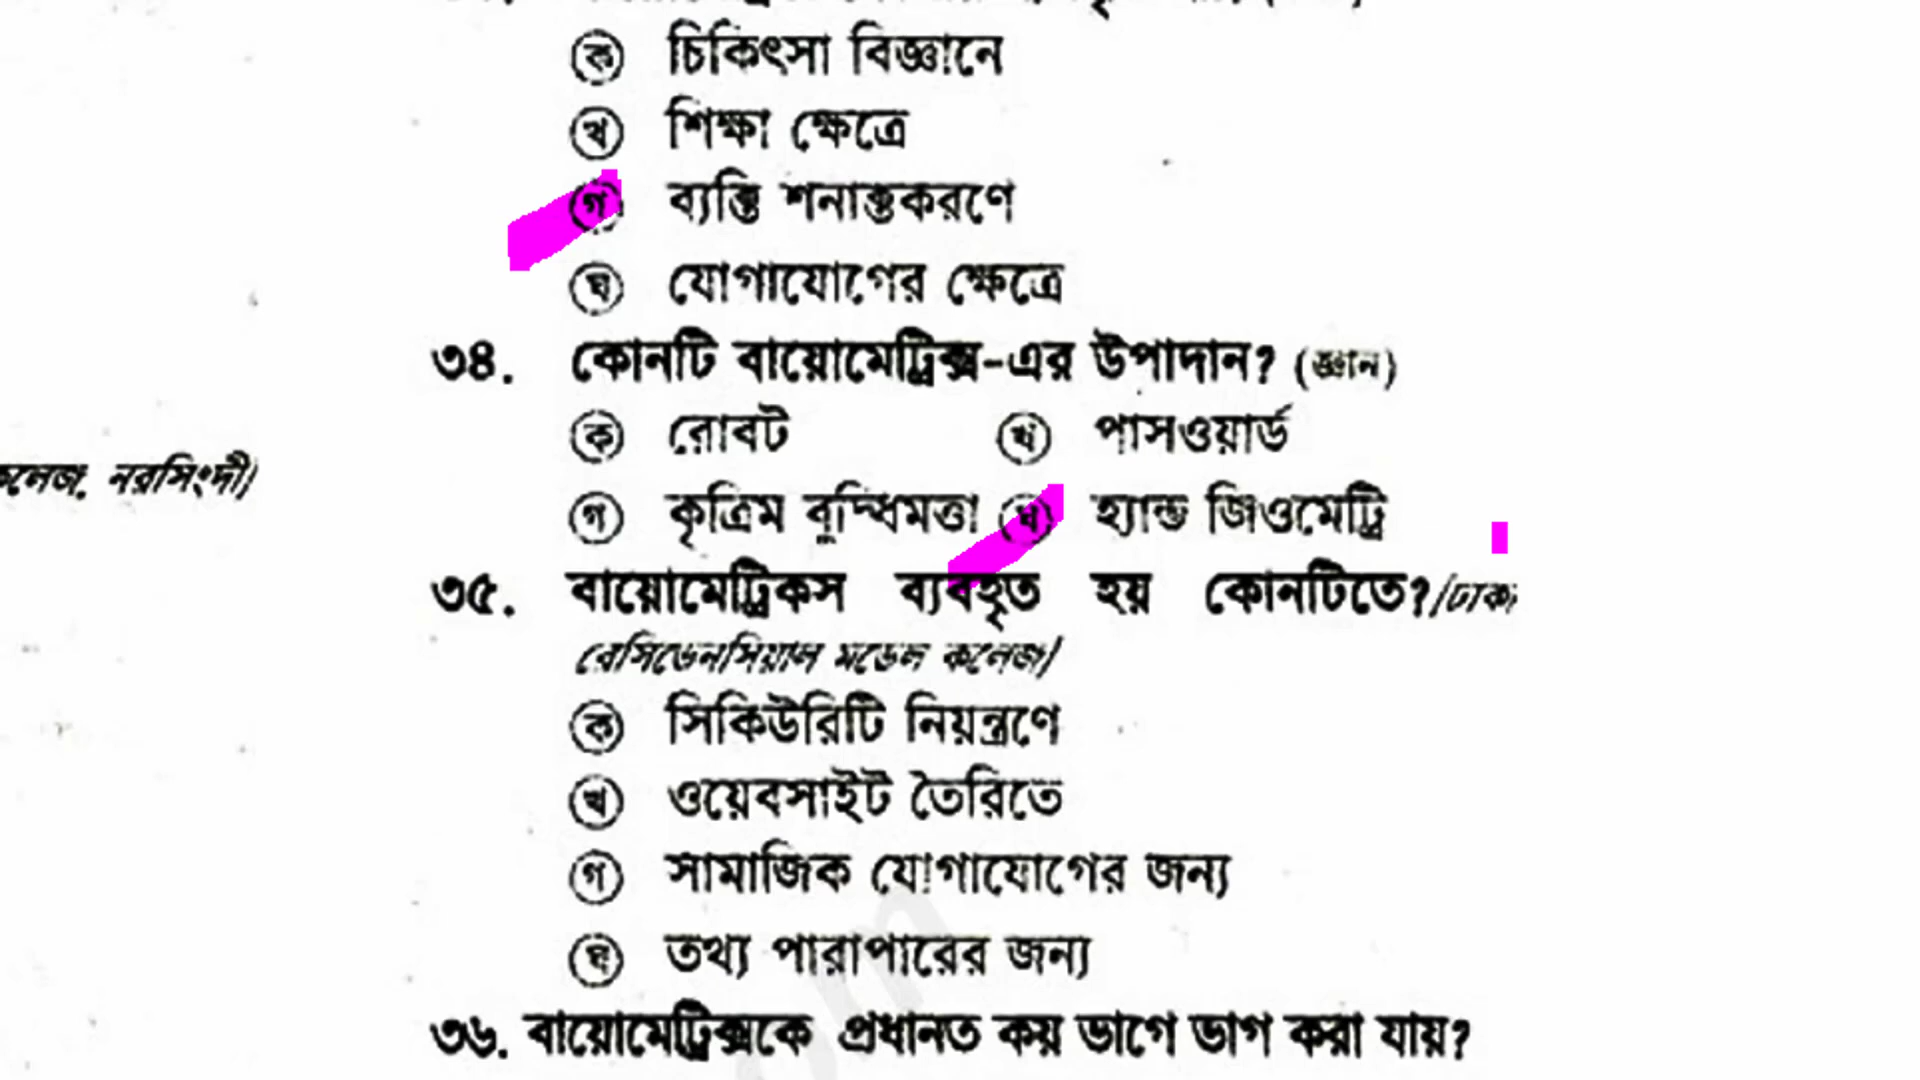 ক চিকিৎসা বিজ্ঞানে
খ শিক্ষা ক্ষেত্রে
গ ব্যক্তি শনাক্তকরণে
ঘ যোগাযোগের ক্ষেত্রে
৩৪. কোনটি বায়োমেট্রিক্স-এর উপাদান? (জ্ঞান)
ক রোবট খ পাসওয়ার্ড
কলেজ, নরসিংদী/
গ কৃত্রিম বুদ্ধিমত্তা ঘ হ্যান্ড জিওমেট্রি
৩৫. বায়োমেট্রিকস ব্যবহৃত হয় কোনটিতে? /ঢাকা
রেসিডেনসিয়াল মডেল কলেজ/
ক সিকিউরিটি নিয়ন্ত্রণে
খ ওয়েবসাইট তৈরিতে
গ সামাজিক যোগাযোগের জন্য
ঘ তথ্য পারাপারের জন্য
৩৬. বায়োমেট্রিক্সকে প্রধানত কয় ভাগে ভাগ করা যায়?